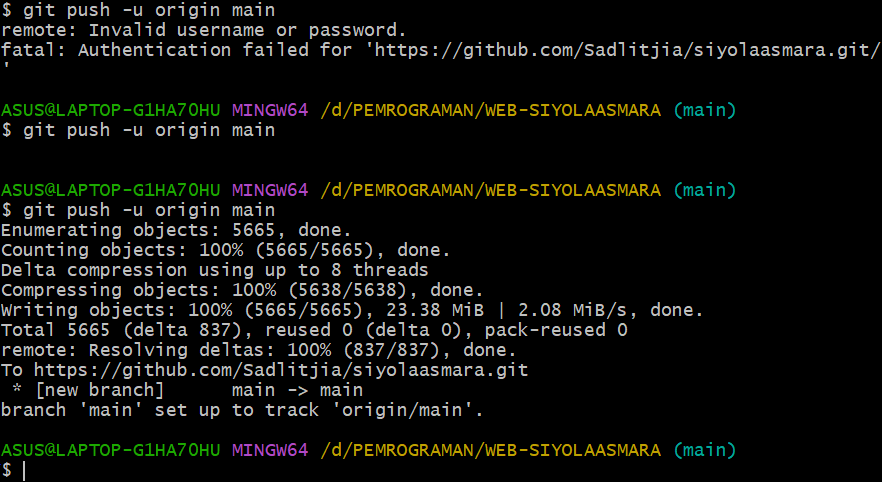 $ git push -u origin main
remote: Invalid username or password.
fatal: Authentication failed for 'https://github.com/Sadlitjia/siyolaasmara.git/
'
ASUS@LAPTOP-G1HA70HU MINGW64 /d/PEMROGRAMAN/WEB-SIYOLAASMARA (main)
$ git push -u origin main
ASUS@LAPTOP-G1HA70HU MINGW64 /d/PEMROGRAMAN/WEB-SIYOLAASMARA (main)
$ git push -u origin main
Enumerating objects: 5665, done.
Counting objects: 100% (5665/5665), done.
Delta compression using up to 8 threads
Compressing objects: 100% (5638/5638), done.
Writing objects: 100% (5665/5665), 23.38 MiB | 2.08 MiB/s, done.
Total 5665 (delta 837), reused 0 (delta 0), pack-reused 0
remote: Resolving deltas: 100% (837/837), done.
To https://github.com/Sadlitjia/siyolaasmara.git
 * [new branch]      main -> main
branch 'main' set up to track 'origin/main'.
ASUS@LAPTOP-G1HA70HU MINGW64 /d/PEMROGRAMAN/WEB-SIYOLAASMARA (main)
$